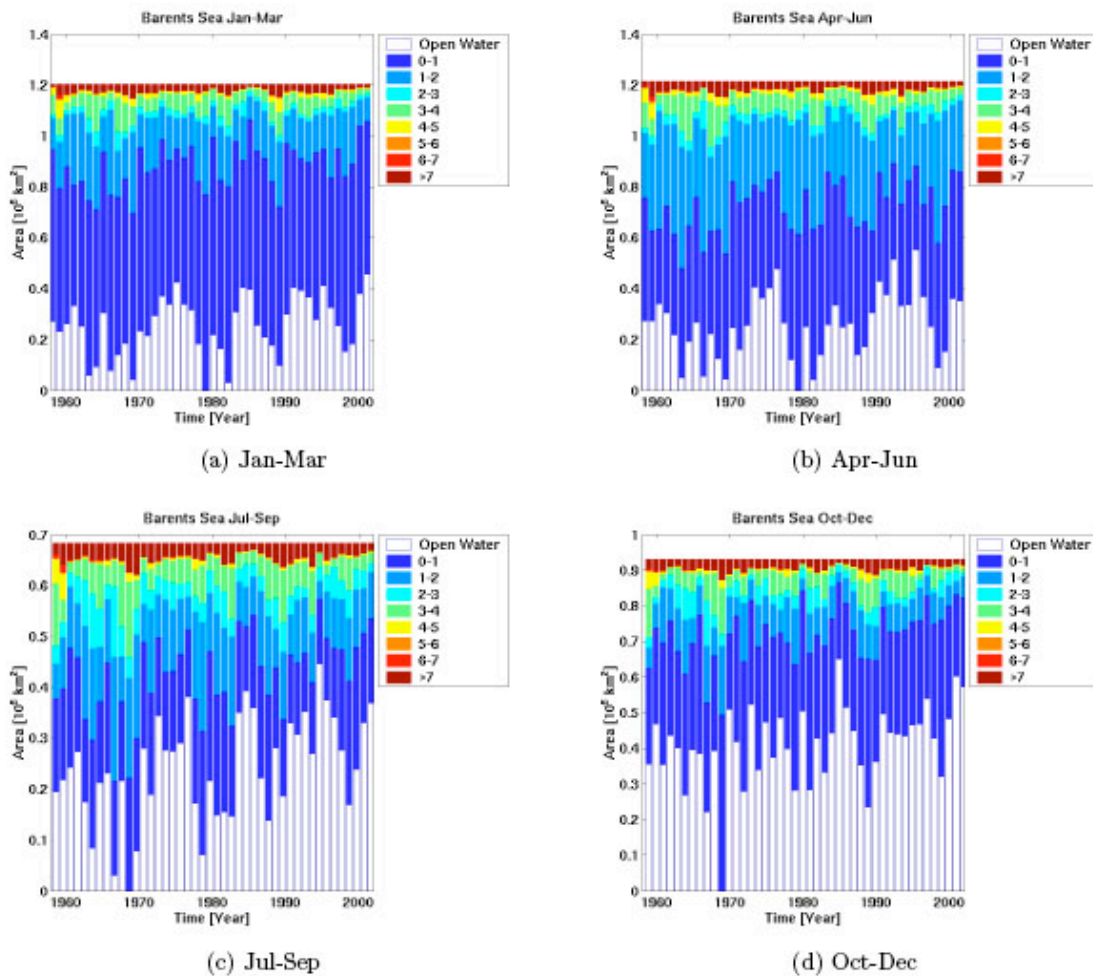 Barents Sea Jan-Mar
1.4
1.2
1
0.8
0.6
0.4
0.2
0
Area [10⁶ km²]
1960 1970 1980 1990 2000
Time [Year]
Open Water
0-1
1-2
2-3
3-4
4-5
5-6
6-7
>7
(a) Jan-Mar
Barents Sea Apr-Jun
1.4
1.2
1
0.8
0.6
0.4
0.2
0
Area [10⁶ km²]
1960 1970 1980 1990 2000
Time [Year]
Open Water
0-1
1-2
2-3
3-4
4-5
5-6
6-7
>7
(b) Apr-Jun
Barents Sea Jul-Sep
0.7
0.6
0.5
0.4
0.3
0.2
0.1
0
Area [10⁶ km²]
1960 1970 1980 1990 2000
Time [Year]
Open Water
0-1
1-2
2-3
3-4
4-5
5-6
6-7
>7
(c) Jul-Sep
Barents Sea Oct-Dec
1
0.9
0.8
0.7
0.6
0.5
0.4
0.3
0.2
0.1
0
Area [10⁶ km²]
1960 1970 1980 1990 2000
Time [Year]
Open Water
0-1
1-2
2-3
3-4
4-5
5-6
6-7
>7
(d) Oct-Dec